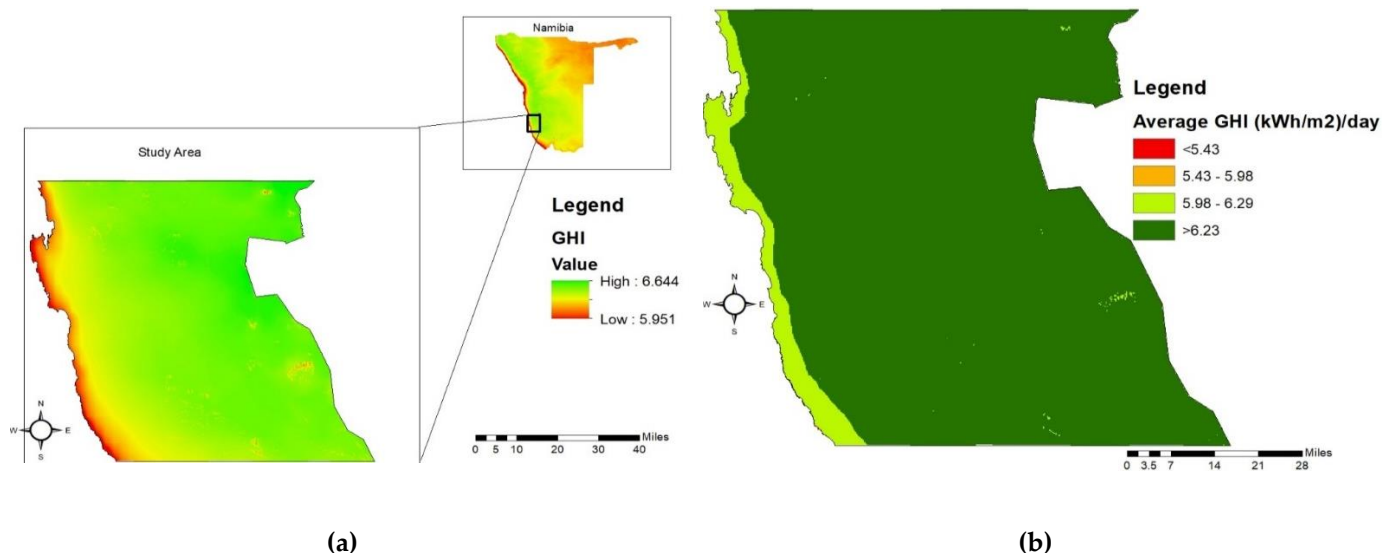 Namibia
Study Area
Legend
GHI
Value
High : 6.644
Low : 5.951
N
W E
S
Miles
0 5 10 20 30 40
(a)
Legend
Average GHI (kWh/m2)/day
<5.43
5.43 - 5.98
5.98 - 6.29
>6.23
N
W E
S
Miles
0 3.5 7 14 21 28
(b)